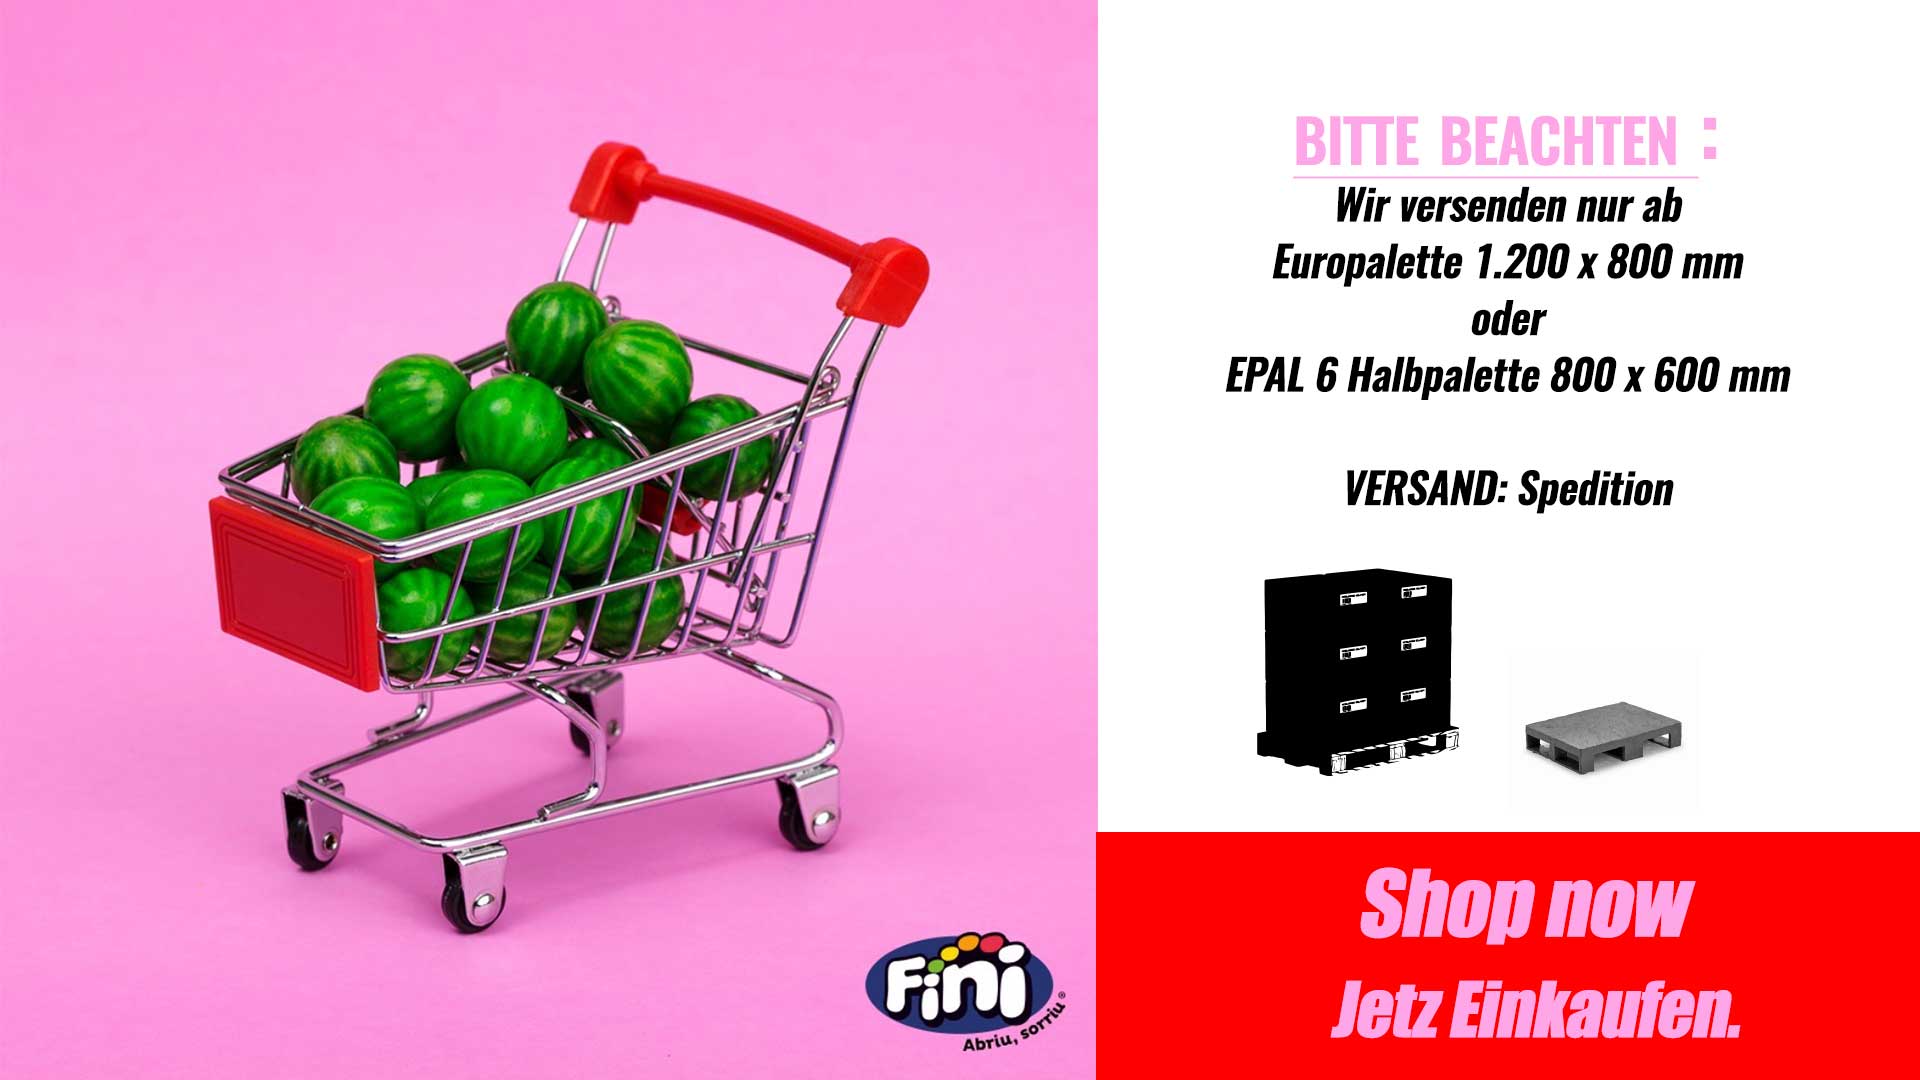 BITTE BEACHTEN :
Wir versenden nur ab
Europalette 1.200 x 800 mm
oder
EPAL 6 Halbpalette 800 x 600 mm
VERSAND: Spedition
Shop now
Jetz Einkaufen.
Fini
Abriu, sorriu ®